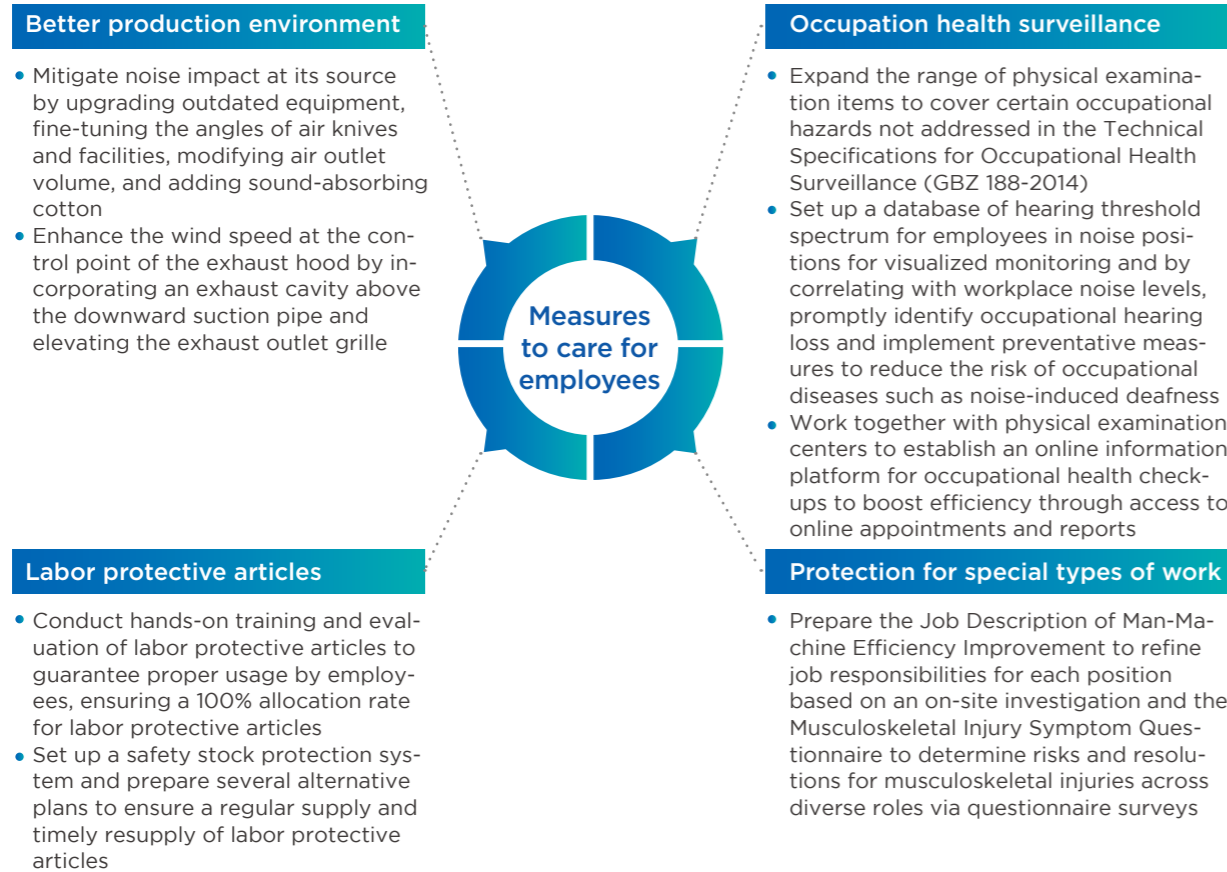 Better production environment
• Mitigate noise impact at its source
by upgrading outdated equipment,
fine-tuning the angles of air knives
and facilities, modifying air outlet
volume, and adding sound-absorbing
cotton
• Enhance the wind speed at the con-
trol point of the exhaust hood by in-
corporating an exhaust cavity above
the downward suction pipe and
elevating the exhaust outlet grille
Occupation health surveillance
• Expand the range of physical examina-
tion items to cover certain occupational
hazards not addressed in the Technical
Specifications for Occupational Health
Surveillance (GBZ 188-2014)
• Set up a database of hearing threshold
spectrum for employees in noise posi-
tions for visualized monitoring and by
correlating with workplace noise levels,
promptly identify occupational hearing
loss and implement preventative meas-
ures to reduce the risk of occupational
diseases such as noise-induced deafness
• Work together with physical examination
centers to establish an online information
platform for occupational health check-
ups to boost efficiency through access to
online appointments and reports
Measures
to care for
employees
Labor protective articles
• Conduct hands-on training and eval-
uation of labor protective articles to
guarantee proper usage by employ-
ees, ensuring a 100% allocation rate
for labor protective articles
• Set up a safety stock protection sys-
tem and prepare several alternative
plans to ensure a regular supply and
timely resupply of labor protective
articles
Protection for special types of work
• Prepare the Job Description of Man-Ma-
chine Efficiency Improvement to refine
job responsibilities for each position
based on an on-site investigation and the
Musculoskeletal Injury Symptom Ques-
tionnaire to determine risks and resolu-
tions for musculoskeletal injuries across
diverse roles via questionnaire surveys